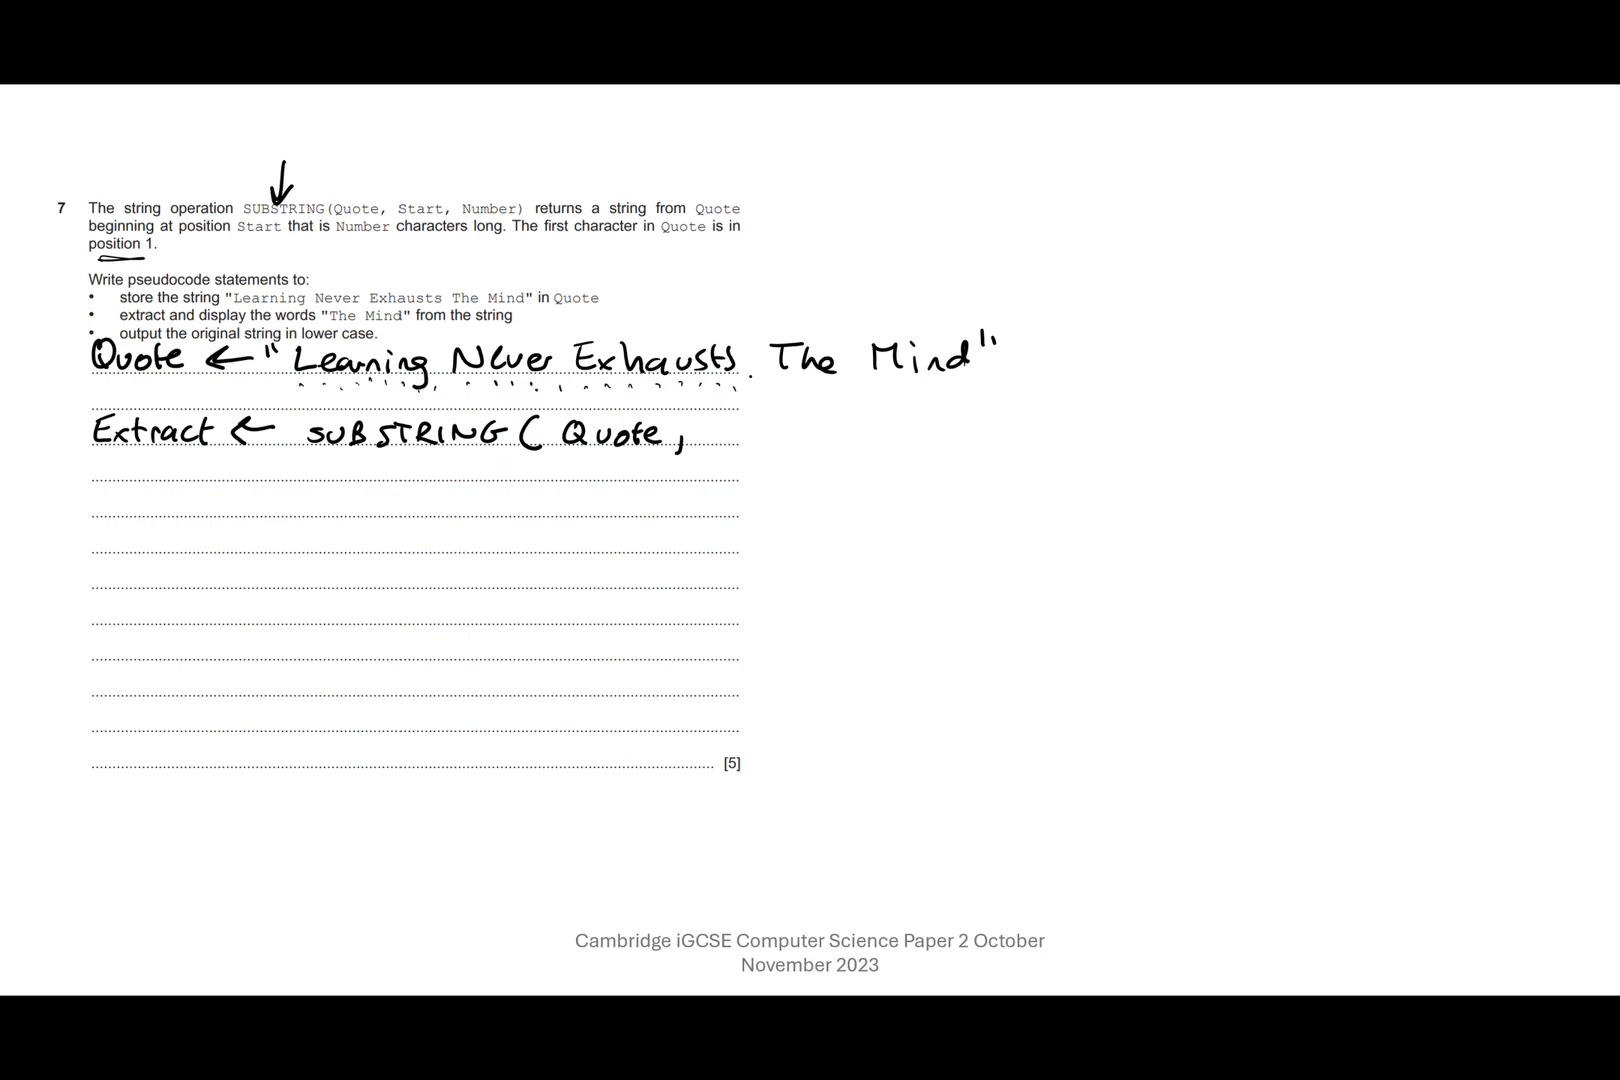 7 The string operation SUBSTRING(Quote, Start, Number) returns a string from Quote
beginning at position Start that is Number characters long. The first character in Quote is in
position 1.
Write pseudocode statements to:
• store the string "Learning Never Exhausts The Mind" in Quote
• extract and display the words "The Mind" from the string
• output the original string in lower case.
Quote ← "Learning Never Exhausts The Mind"
Extract ← SUBSTRING ( Quote ,
[5]
Cambridge iGCSE Computer Science Paper 2 October
November 2023